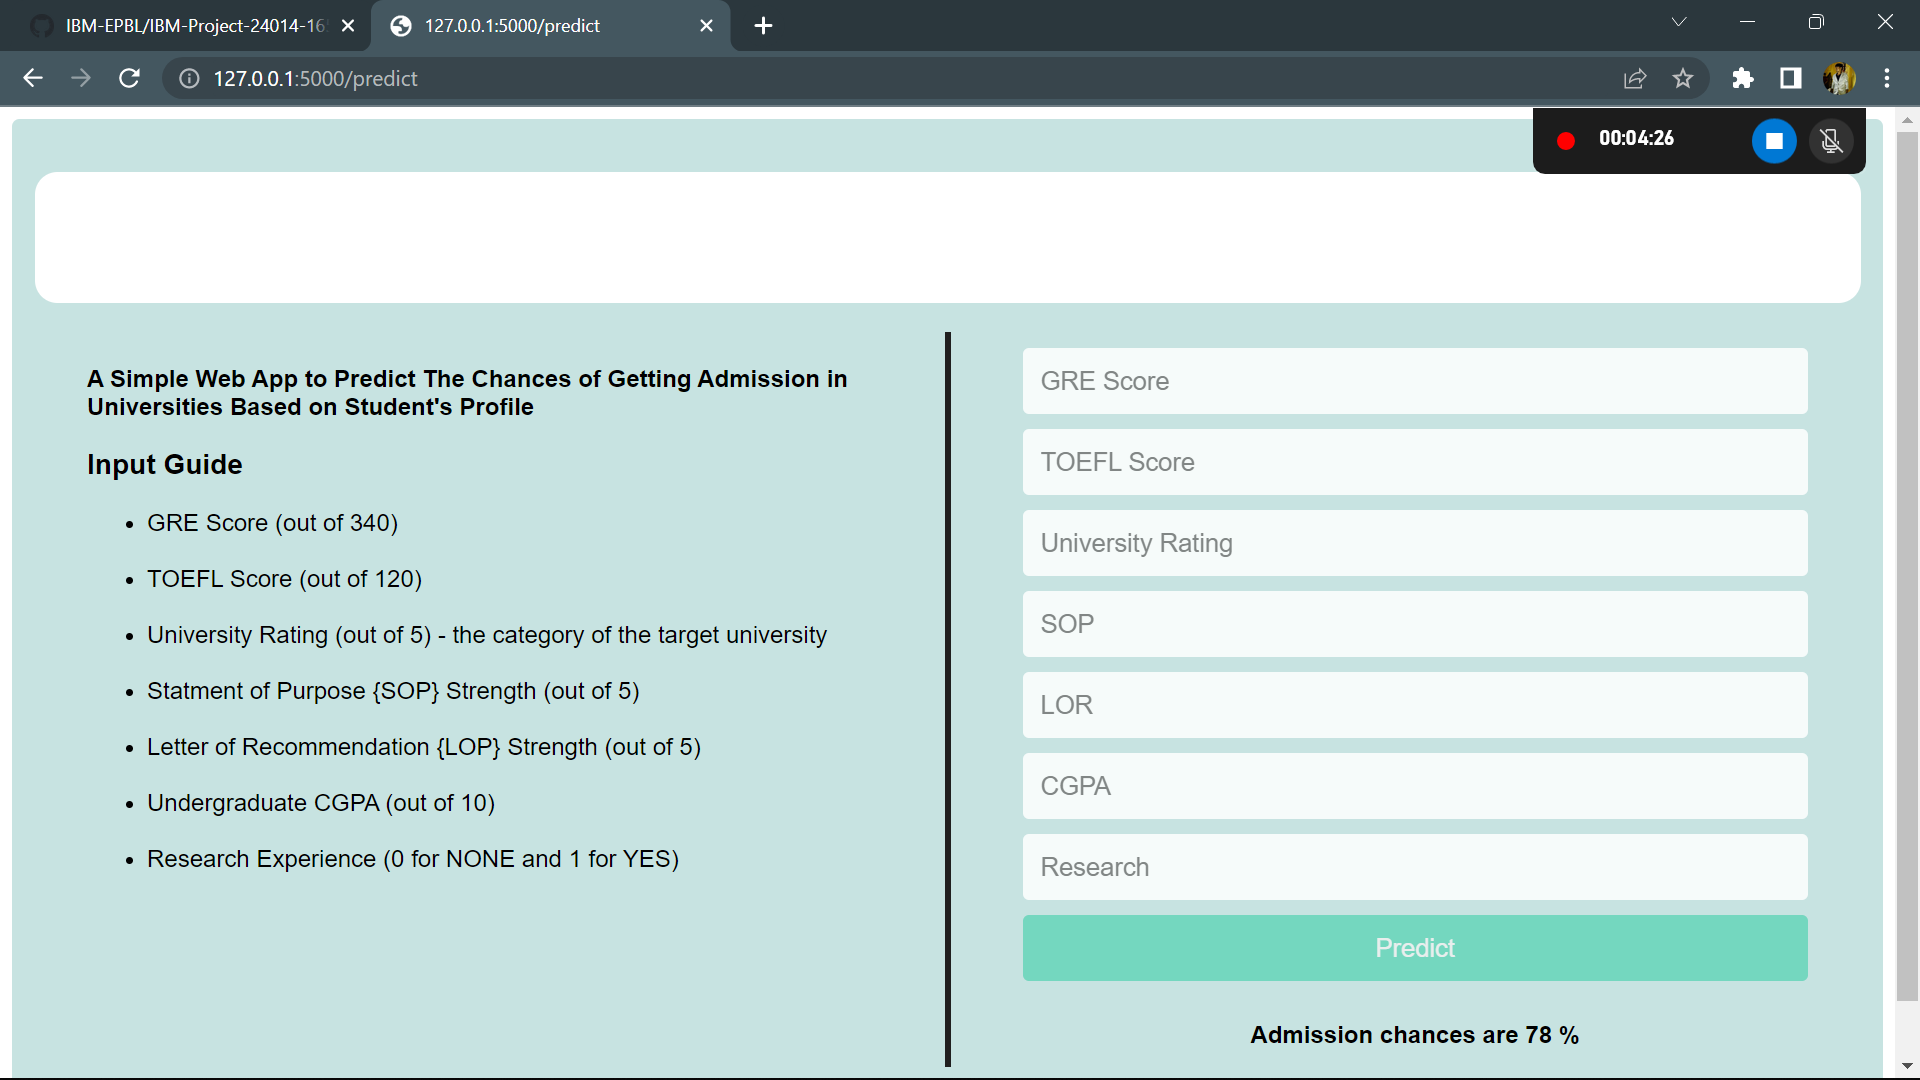 IBM-EPBL/IBM-Project-24014-16
127.0.0.1:5000/predict
127.0.0.1:5000/predict
00:04:26
A Simple Web App to Predict The Chances of Getting Admission in
Universities Based on Student's Profile
Input Guide
• GRE Score (out of 340)
• TOEFL Score (out of 120)
• University Rating (out of 5) - the category of the target university
• Statment of Purpose {SOP} Strength (out of 5)
• Letter of Recommendation {LOP} Strength (out of 5)
• Undergraduate CGPA (out of 10)
• Research Experience (0 for NONE and 1 for YES)
GRE Score
TOEFL Score
University Rating
SOP
LOR
CGPA
Research
Predict
Admission chances are 78 %